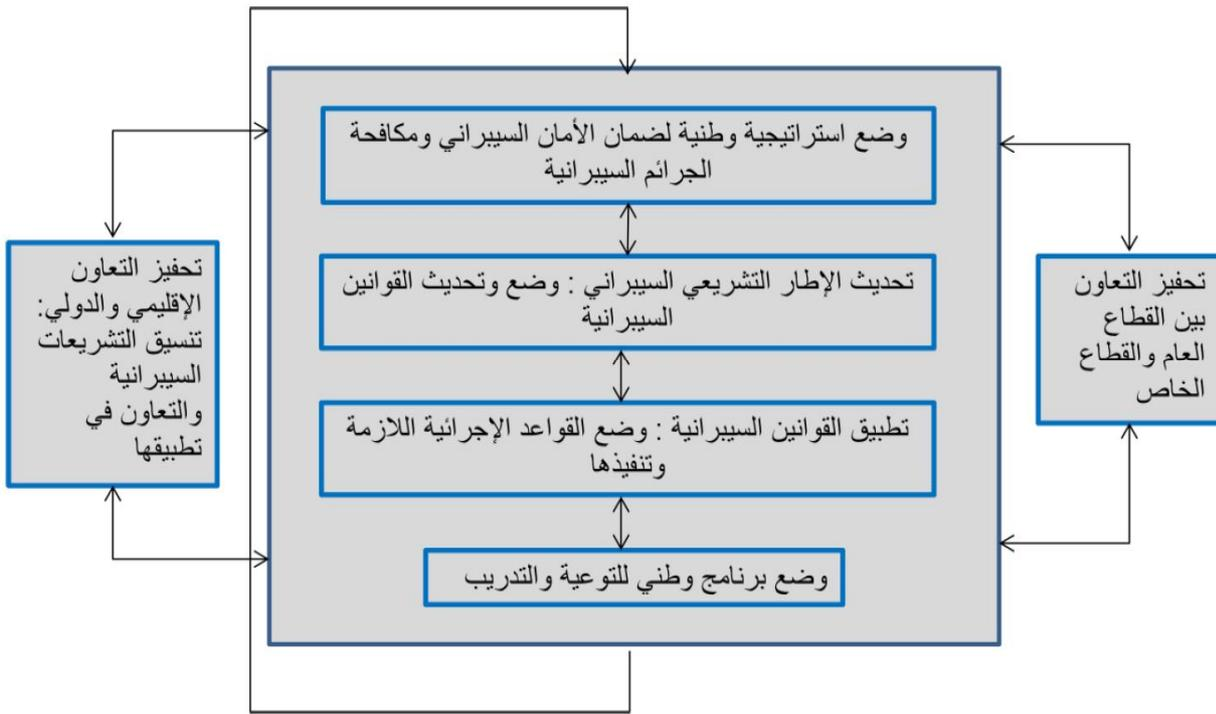 وضع استراتيجية وطنية لضمان الأمان السيبراني ومكافحة
الجرائم السيبرانية
تحديث الإطار التشريعي السيبراني : وضع وتحديث القوانين
السيبرانية
تطبيق القوانين السيبرانية : وضع القواعد الإجرائية اللازمة
وتنفيذها
وضع برنامج وطني للتوعية والتدريب
تحفيز التعاون
بين القطاع
العام والقطاع
الخاص
تحفيز التعاون
الإقليمي والدولي:
تنسيق التشريعات
السيبرانية
والتعاون في
تطبيقها